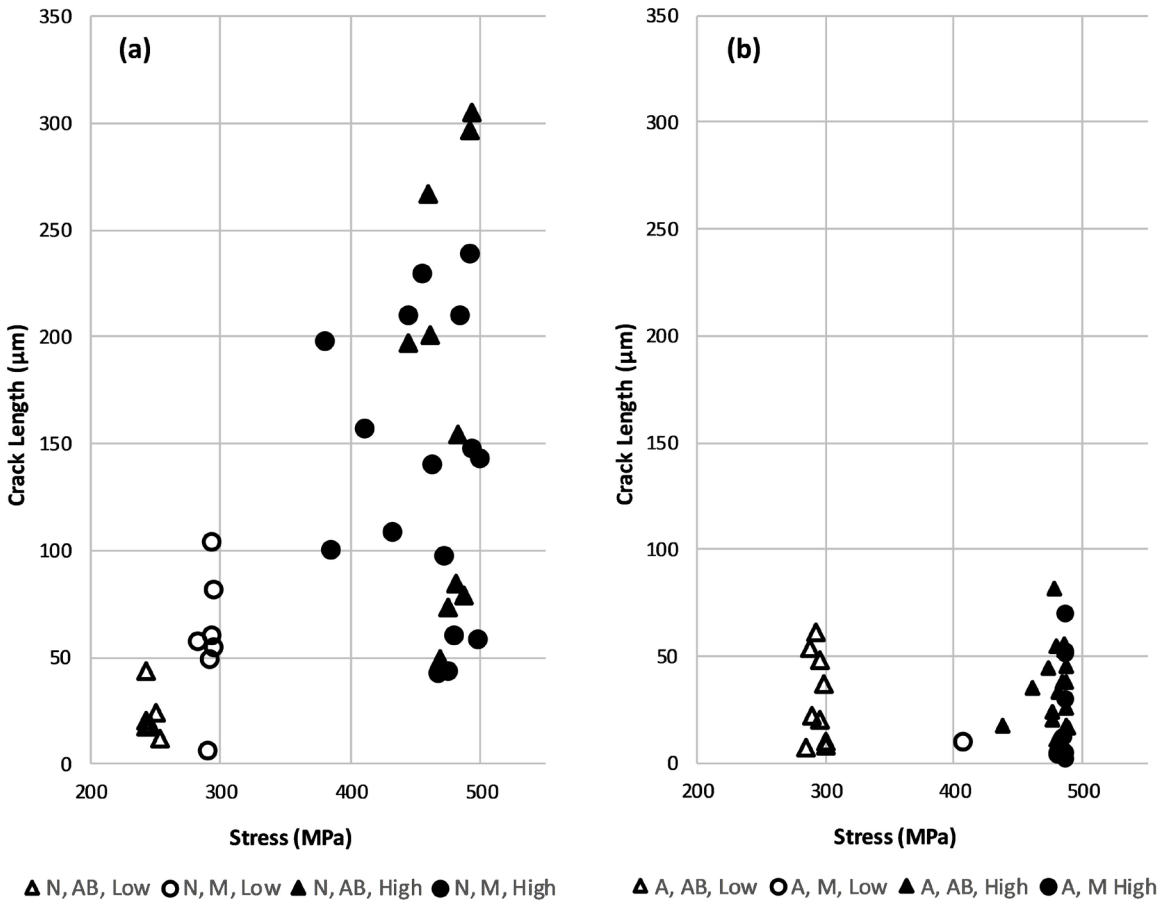 (a)
350
300
250
200
150
100
50
0
Crack Length (µm)
200 300 400 500
Stress (MPa)
N, AB, Low N, M, Low N, AB, High N, M, High
(b)
350
300
250
200
150
100
50
0
Crack Length (µm)
200 300 400 500
Stress (MPa)
A, AB, Low A, M, Low A, AB, High A, M High